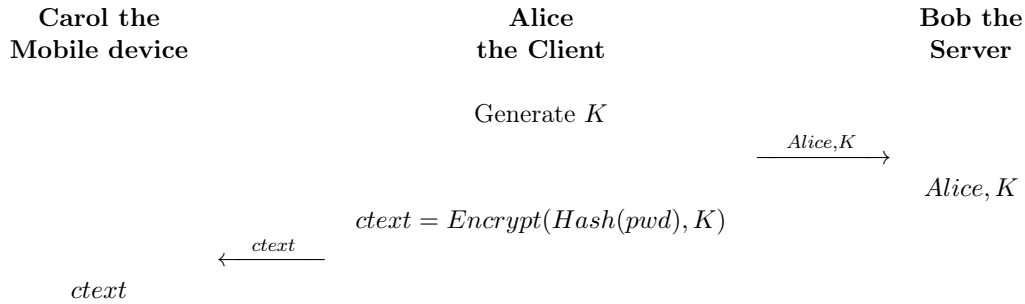 Carol the Mobile device
Alice the Client
Bob the Server
Generate K
Alice,K
Alice, K
ctext = Encrypt(Hash(pwd), K)
ctext
ctext